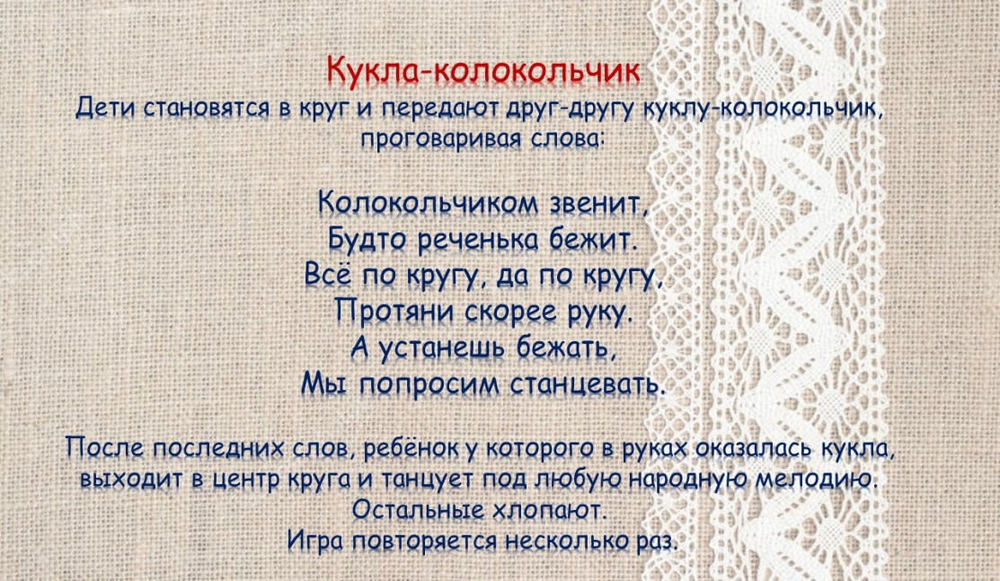 Кукла-колокольчик
Дети становятся в круг и передают друг-другу куклу-колокольчик,
проговаривая слова:
Колокольчиком звенит,
Будто реченька бежит.
Всё по кругу, да по кругу,
Протяни скорее руку.
А устанешь бежать,
Мы попросим станцевать.
После последних слов, ребёнок у которого в руках оказалась кукла,
выходит в центр круга и танцует под любую народную мелодию.
Остальные хлопают.
Игра повторяется несколько раз.